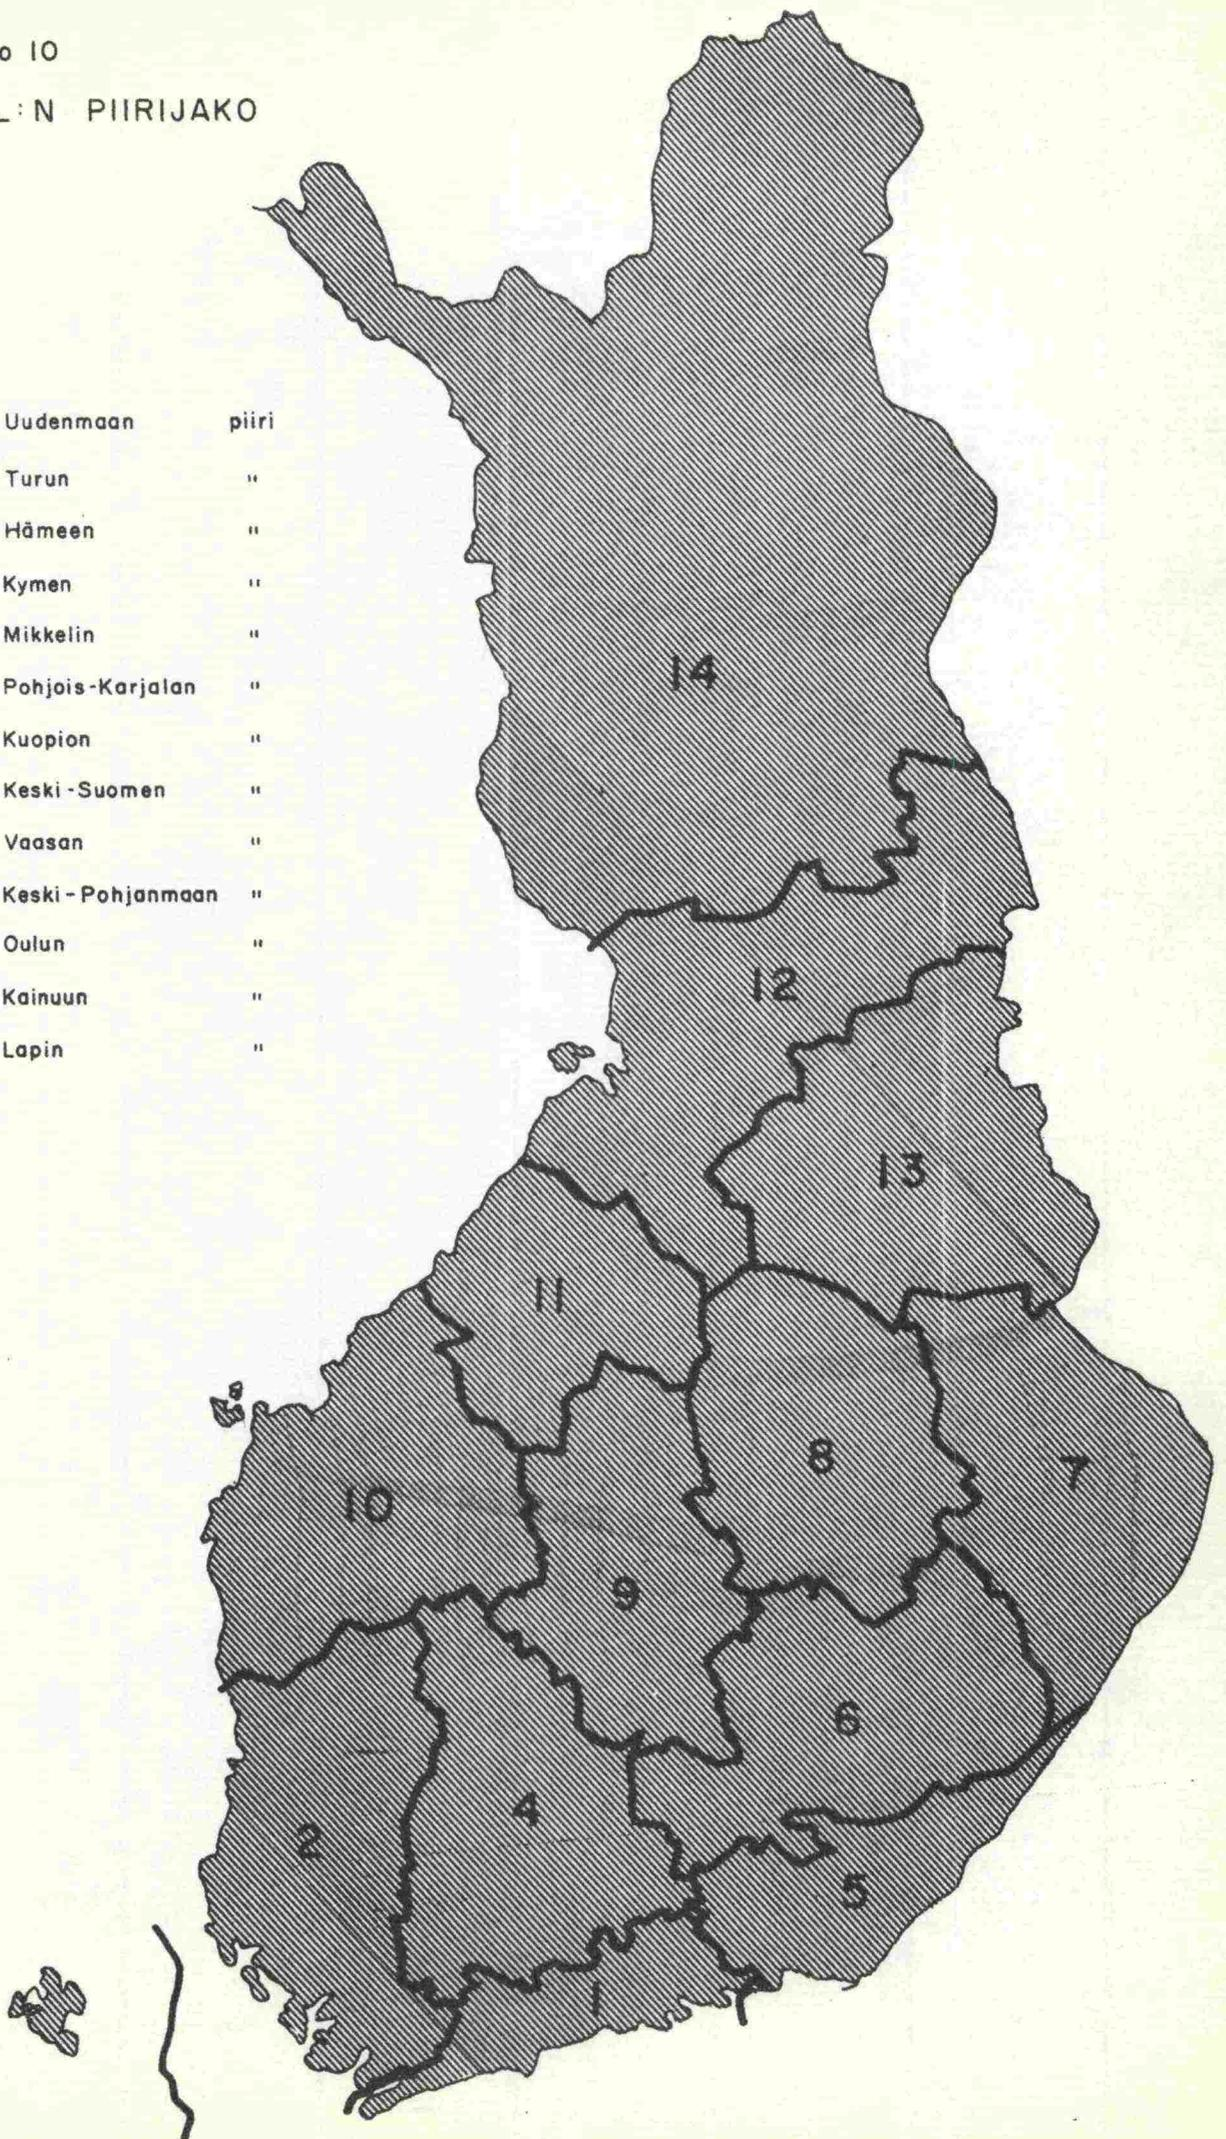 o 10
L:N PIIRIJAKO
Uudenmaan piiri
Turun "
Hämeen "
Kymen "
Mikkelin "
Pohjois-Karjalan "
Kuopion "
Keski-Suomen "
Vaasan "
Keski-Pohjanmaan "
Oulun "
Kainuun "
Lapin "
14
12
13
11
8
7
10
9
6
4
2
5
1